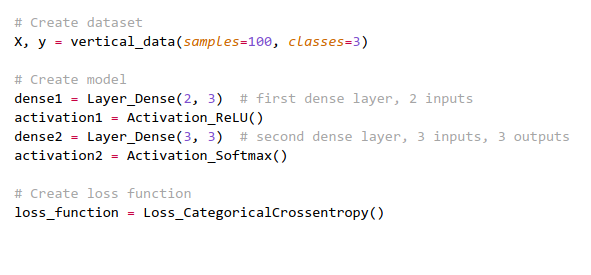 # Create dataset
X, y = vertical_data(samples=100, classes=3)
# Create model
dense1 = Layer_Dense(2, 3)  # first dense layer, 2 inputs
activation1 = Activation_ReLU()
dense2 = Layer_Dense(3, 3)  # second dense layer, 3 inputs, 3 outputs
activation2 = Activation_Softmax()
# Create loss function
loss_function = Loss_CategoricalCrossentropy()